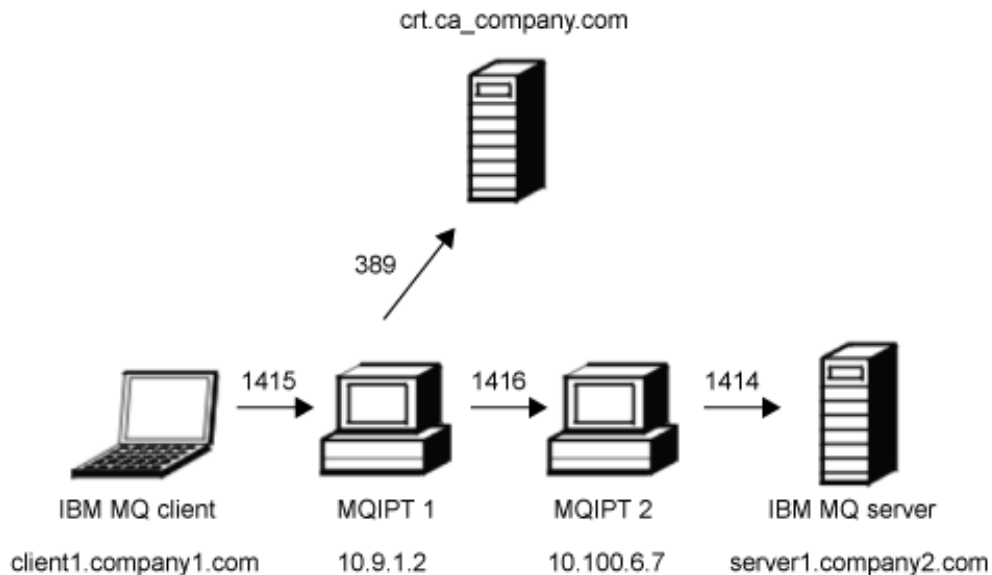 crt.ca_company.com
389
1415
1416
1414
IBM MQ client
MQIPT 1
MQIPT 2
IBM MQ server
client1.company1.com
10.9.1.2
10.100.6.7
server1.company2.com